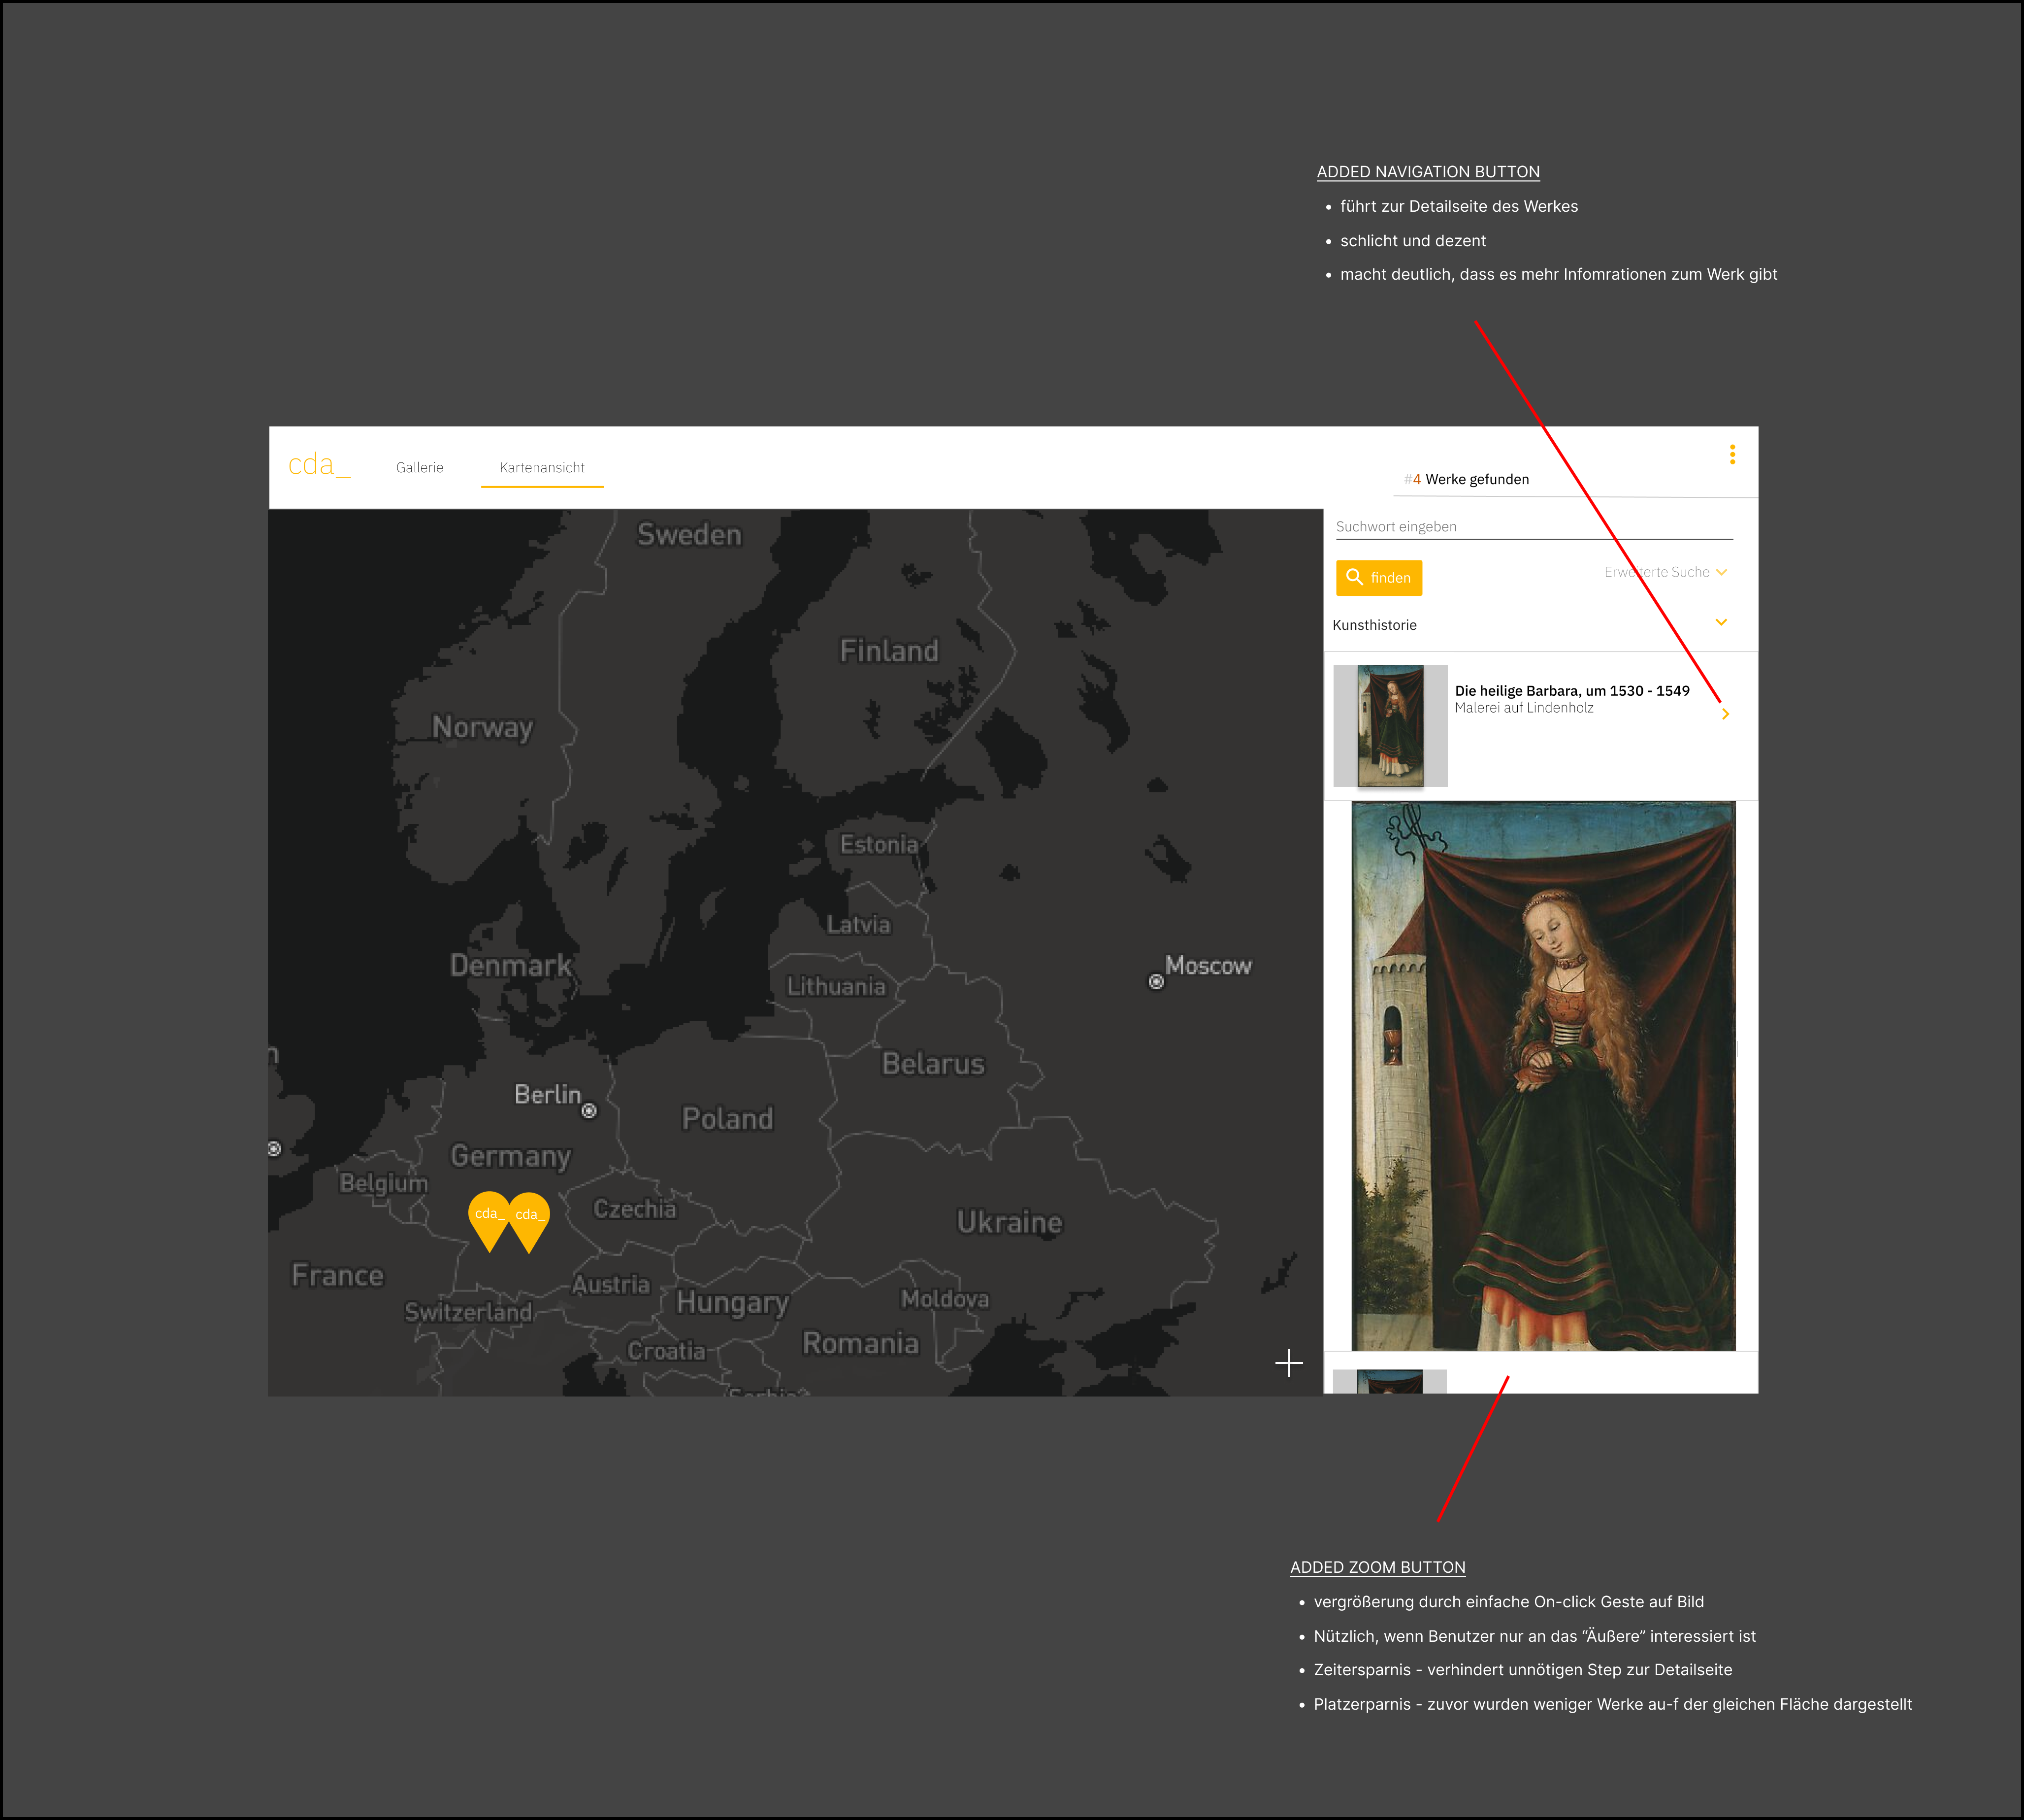 ADDED NAVIGATION BUTTON
führt zur Detailseite des Werkes
schlicht und dezent
macht deutlich, dass es mehr Infomrationen zum Werk gibt
cda_
Gallerie
Kartenansicht
#4 Werke gefunden
Suchwort eingeben
finden
Erweiterte Suche
Kunsthistorie
Die heilige Barbara, um 1530 - 1549
Malerei auf Lindenholz
Sweden
Finland
Norway
Estonia
Latvia
Denmark
Lithuania
Moscow
Belarus
Berlin
Poland
Germany
Belgium
Czechia
cda_
cda_
Ukraine
France
Austria
Hungary
Moldova
Switzerland
Romania
Croatia
Serbia
ADDED ZOOM BUTTON
vergrößerung durch einfache On-click Geste auf Bild
Nützlich, wenn Benutzer nur an das “Äußere” interessiert ist
Zeitersparnis - verhindert unnötigen Step zur Detailseite
Platzerparnis - zuvor wurden weniger Werke au-f der gleichen Fläche dargestellt